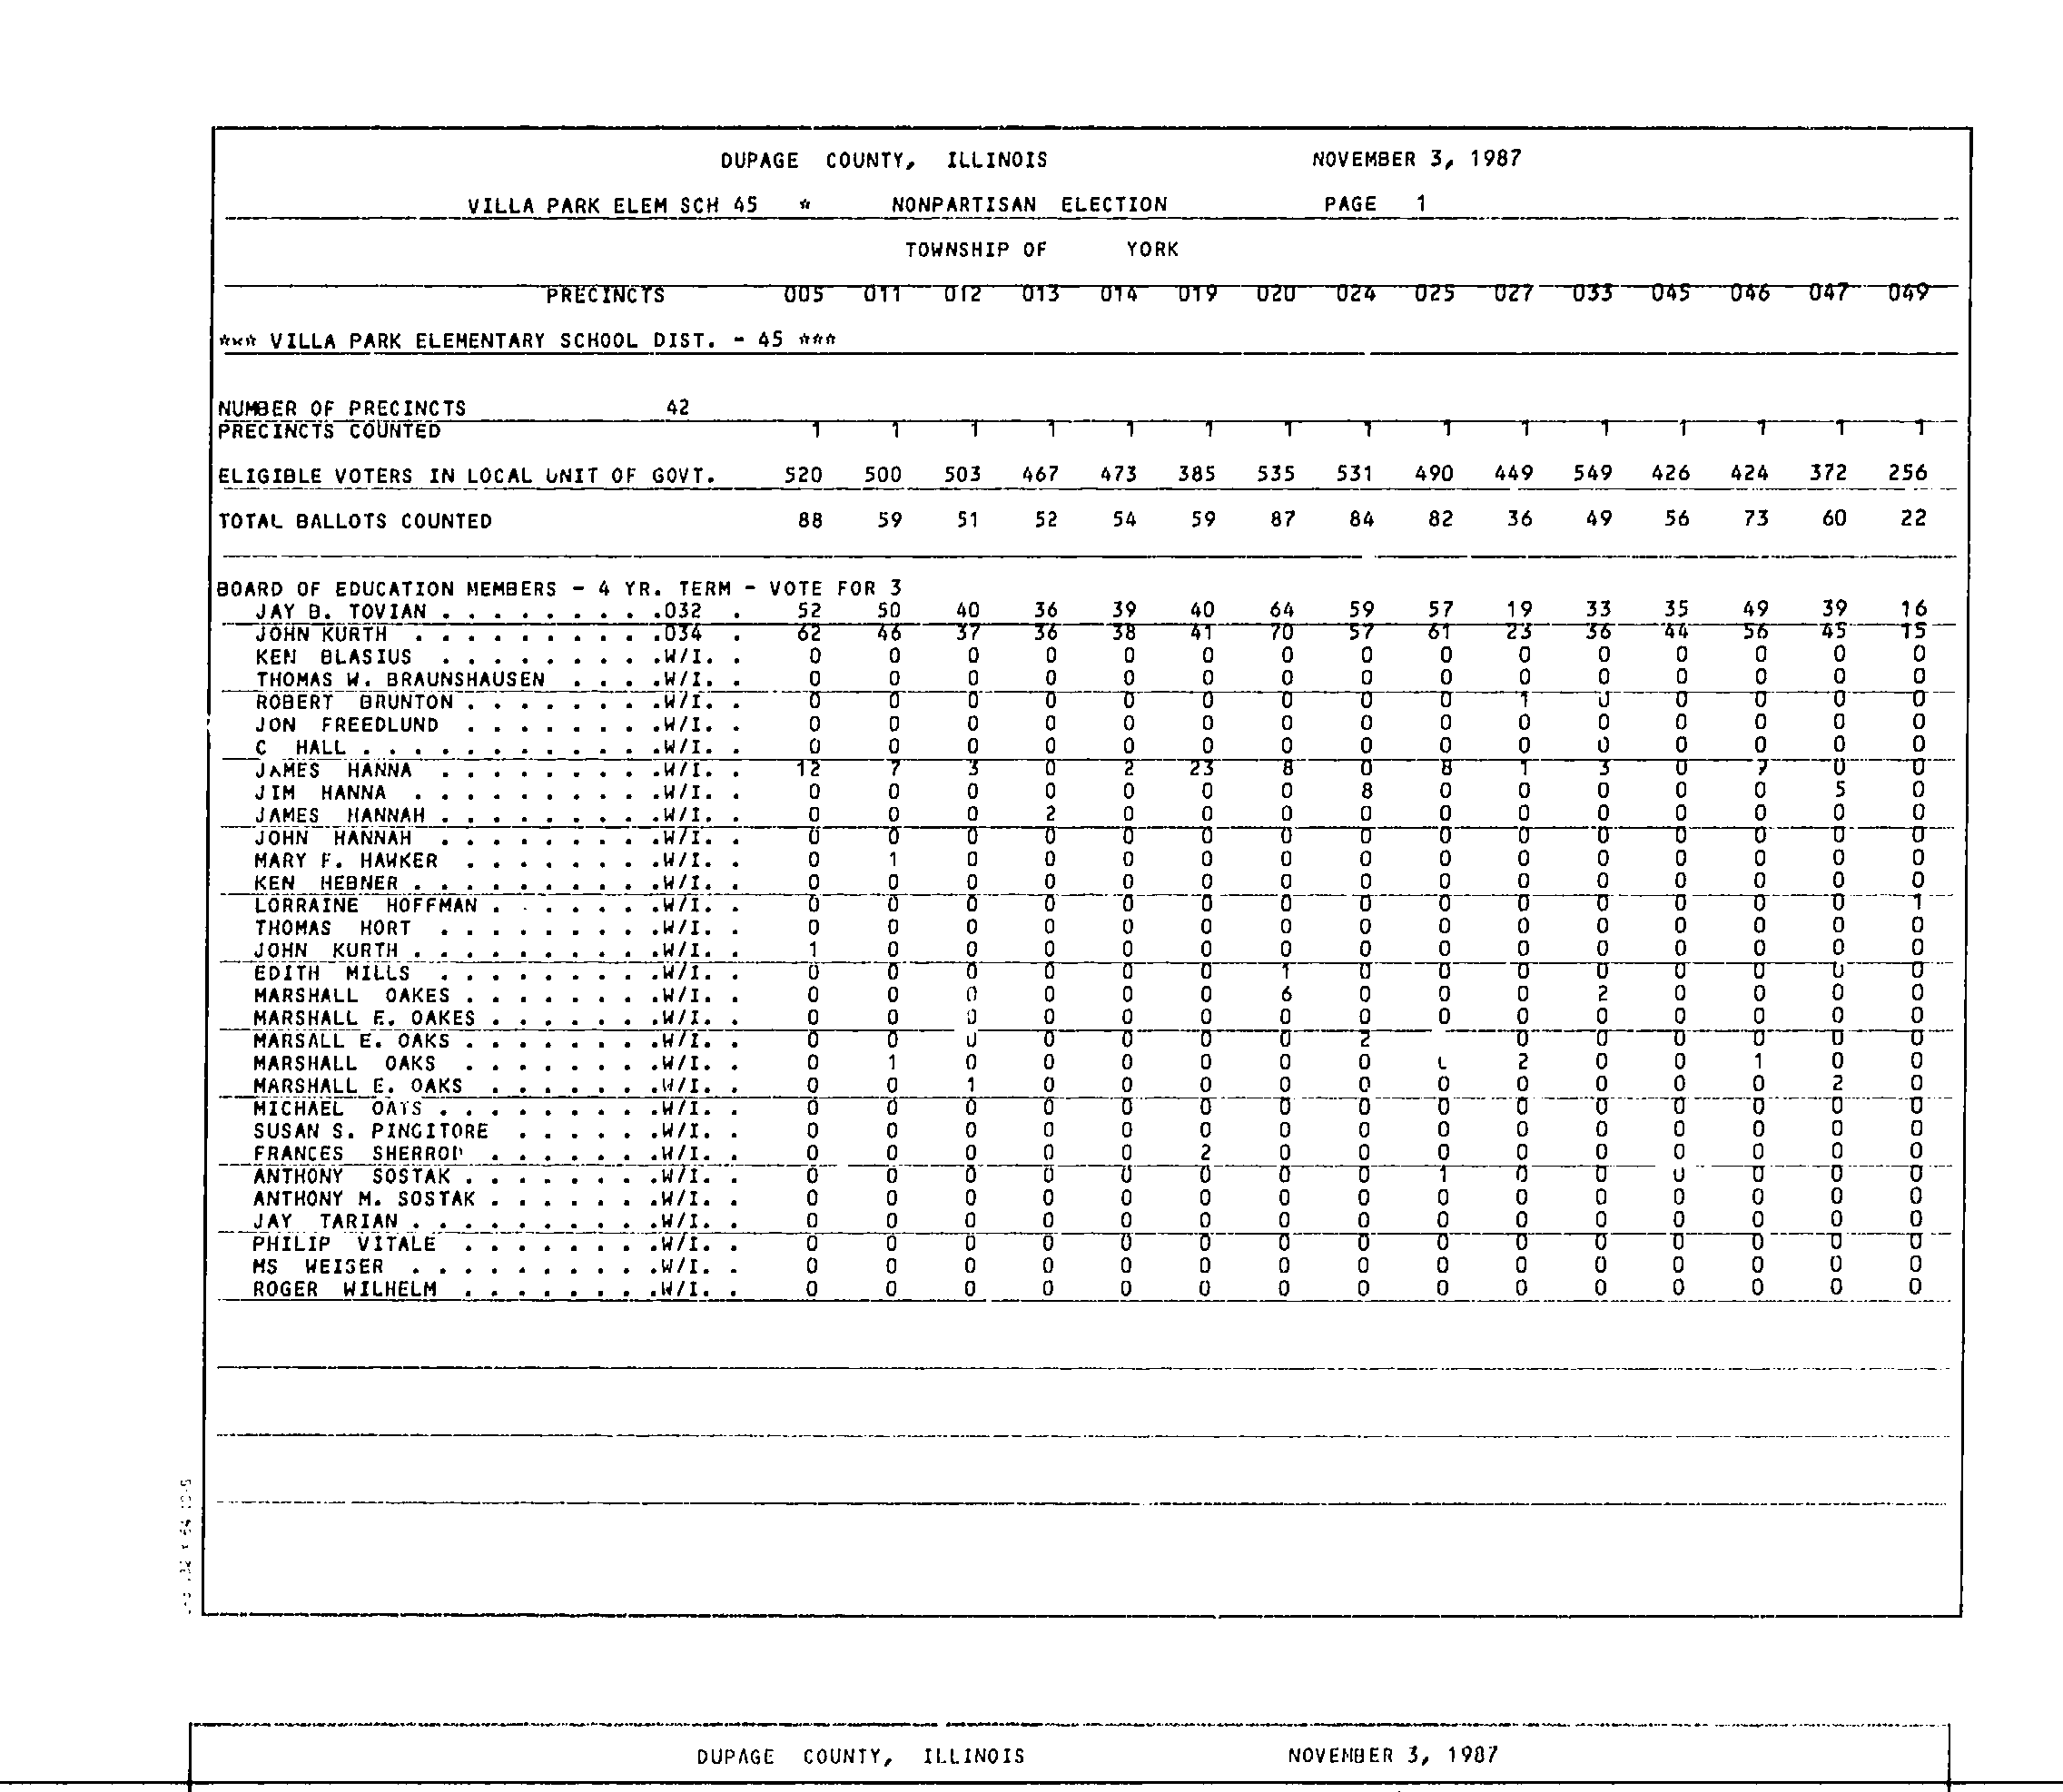 DUPAGE COUNTY, ILLINOIS NOVEMBER 3, 1987
VILLA PARK ELEM SCH 45 * NONPARTISAN ELECTION PAGE 1
TOWNSHIP OF YORK
PRECINCTS 005 011 012 013 014 019 020 024 025 027 033 045 046 047 049
*** VILLA PARK ELEMENTARY SCHOOL DIST. - 45 ***
NUMBER OF PRECINCTS 42
PRECINCTS COUNTED 1 1 1 1 1 1 1 1 1 1 1 1 1 1 1
ELIGIBLE VOTERS IN LOCAL UNIT OF GOVT. 520 500 503 467 473 385 535 531 490 449 549 426 424 372 256
TOTAL BALLOTS COUNTED 88 59 51 52 54 59 87 84 82 36 49 56 73 60 22
BOARD OF EDUCATION MEMBERS - 4 YR. TERM - VOTE FOR 3
JAY B. TOVIAN . . . . . . . . .032 . 52 50 40 36 39 40 64 59 57 19 33 35 49 39 16
JOHN KURTH . . . . . . . . . .034 . 62 46 37 36 38 41 70 57 61 23 36 44 56 45 15
KEN BLASIUS . . . . . . . . .W/I. . 0 0 0 0 0 0 0 0 0 0 0 0 0 0 0
THOMAS W. BRAUNSHAUSEN . . . .W/I. . 0 0 0 0 0 0 0 0 0 0 0 0 0 0 0
ROBERT BRUNTON . . . . . . . .W/I. . 0 0 0 0 0 0 0 0 0 1 0 0 0 0 0
JON FREEDLUND . . . . . . . .W/I. . 0 0 0 0 0 0 0 0 0 0 0 0 0 0 0
C HALL . . . . . . . . . . . .W/I. . 0 0 0 0 0 0 0 0 0 0 0 0 0 0 0
JAMES HANNA . . . . . . . . .W/I. . 12 7 3 0 2 23 8 0 8 1 3 0 7 0 0
JIM HANNA . . . . . . . . . .W/I. . 0 0 0 0 0 0 0 8 0 0 0 0 0 5 0
JAMES HANNAH . . . . . . . . .W/I. . 0 0 0 2 0 0 0 0 0 0 0 0 0 0 0
JOHN HANNAH . . . . . . . . .W/I. . 0 0 0 0 0 0 0 0 0 0 0 0 0 0 0
MARY F. HAWKER . . . . . . . .W/I. . 0 1 0 0 0 0 0 0 0 0 0 0 0 0 0
KEN HEBNER . . . . . . . . . .W/I. . 0 0 0 0 0 0 0 0 0 0 0 0 0 0 0
LORRAINE HOFFMAN . . . . . . .W/I. . 0 0 0 0 0 0 0 0 0 0 0 0 0 0 1
THOMAS HORT . . . . . . . . .W/I. . 0 0 0 0 0 0 0 0 0 0 0 0 0 0 0
JOHN KURTH . . . . . . . . . .W/I. . 1 0 0 0 0 0 0 0 0 0 0 0 0 0 0
EDITH MILLS . . . . . . . . .W/I. . 0 0 0 0 0 0 1 0 0 0 0 0 0 0 0
MARSHALL OAKES . . . . . . . .W/I. . 0 0 0 0 0 0 6 0 0 0 2 0 0 0 0
MARSHALL E. OAKES . . . . . . .W/I. . 0 0 0 0 0 0 0 0 0 0 0 0 0 0 0
MARSALL E. OAKS . . . . . . . .W/I. . 0 0 0 0 0 0 0 2 0 0 0 0 0 0
MARSHALL OAKS . . . . . . . .W/I. . 0 1 0 0 0 0 0 0 2 0 0 1 0 0
MARSHALL E. OAKS . . . . . . .W/I. . 0 0 1 0 0 0 0 0 0 0 0 0 0 2 0
MICHAEL OATS . . . . . . . . .W/I. . 0 0 0 0 0 0 0 0 0 0 0 0 0 0 0
SUSAN S. PINGITORE . . . . . .W/I. . 0 0 0 0 0 0 0 0 0 0 0 0 0 0 0
FRANCES SHERROD . . . . . . .W/I. . 0 0 0 0 0 2 0 0 0 0 0 0 0 0 0
ANTHONY SOSTAK . . . . . . . .W/I. . 0 0 0 0 0 0 0 0 1 0 0 0 0 0 0
ANTHONY M. SOSTAK . . . . . . .W/I. . 0 0 0 0 0 0 0 0 0 0 0 0 0 0 0
JAY TARIAN . . . . . . . . . .W/I. . 0 0 0 0 0 0 0 0 0 0 0 0 0 0 0
PHILIP VITALE . . . . . . . .W/I. . 0 0 0 0 0 0 0 0 0 0 0 0 0 0 0
MS WEISER . . . . . . . . . .W/I. . 0 0 0 0 0 0 0 0 0 0 0 0 0 0 0
ROGER WILHELM . . . . . . . .W/I. . 0 0 0 0 0 0 0 0 0 0 0 0 0 0 0
DUPAGE COUNTY, ILLINOIS NOVEMBER 3, 1987